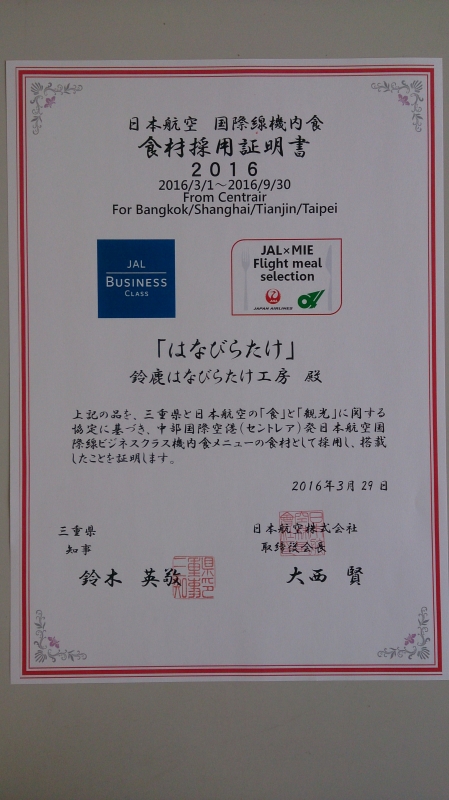 日本航空 国際線機内食
食材採用証明書
2016
2016/3/1～2016/9/30
From Centrair
For Bangkok/Shanghai/Tianjin/Taipei
JAL
BUSINESS
CLASS
JAL×MIE
Flight meal
selection
JAPAN AIRLINES
「はなびらたけ」
鈴鹿はなびらたけ工房 殿
上記の品を、三重県と日本航空の「食」と「観光」に関する
協定に基づき、中部国際空港(セントレア)発日本航空国
際線ビジネスクラス機内食メニューの食材として採用し、搭載
したことを証明します。
2016年3月29日
三重県
知事
鈴木 英敬
三重県知事印
日本航空株式会社
取締役会長
大西 賢